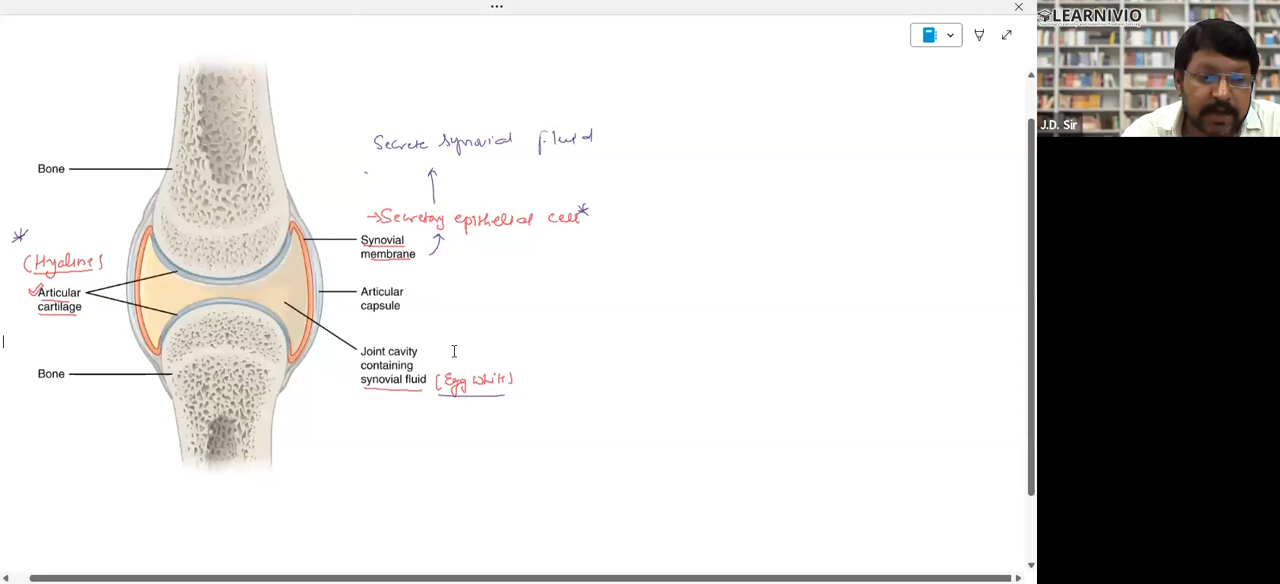 LEARNIVIO
J.D. Sir
Secrete synovial fluid
Bone
→Secretory epithelial cell*
*
Synovial
membrane
(Hyaline)
Articular
cartilage
Articular
capsule
Joint cavity
containing
synovial fluid (Egg white)
Bone